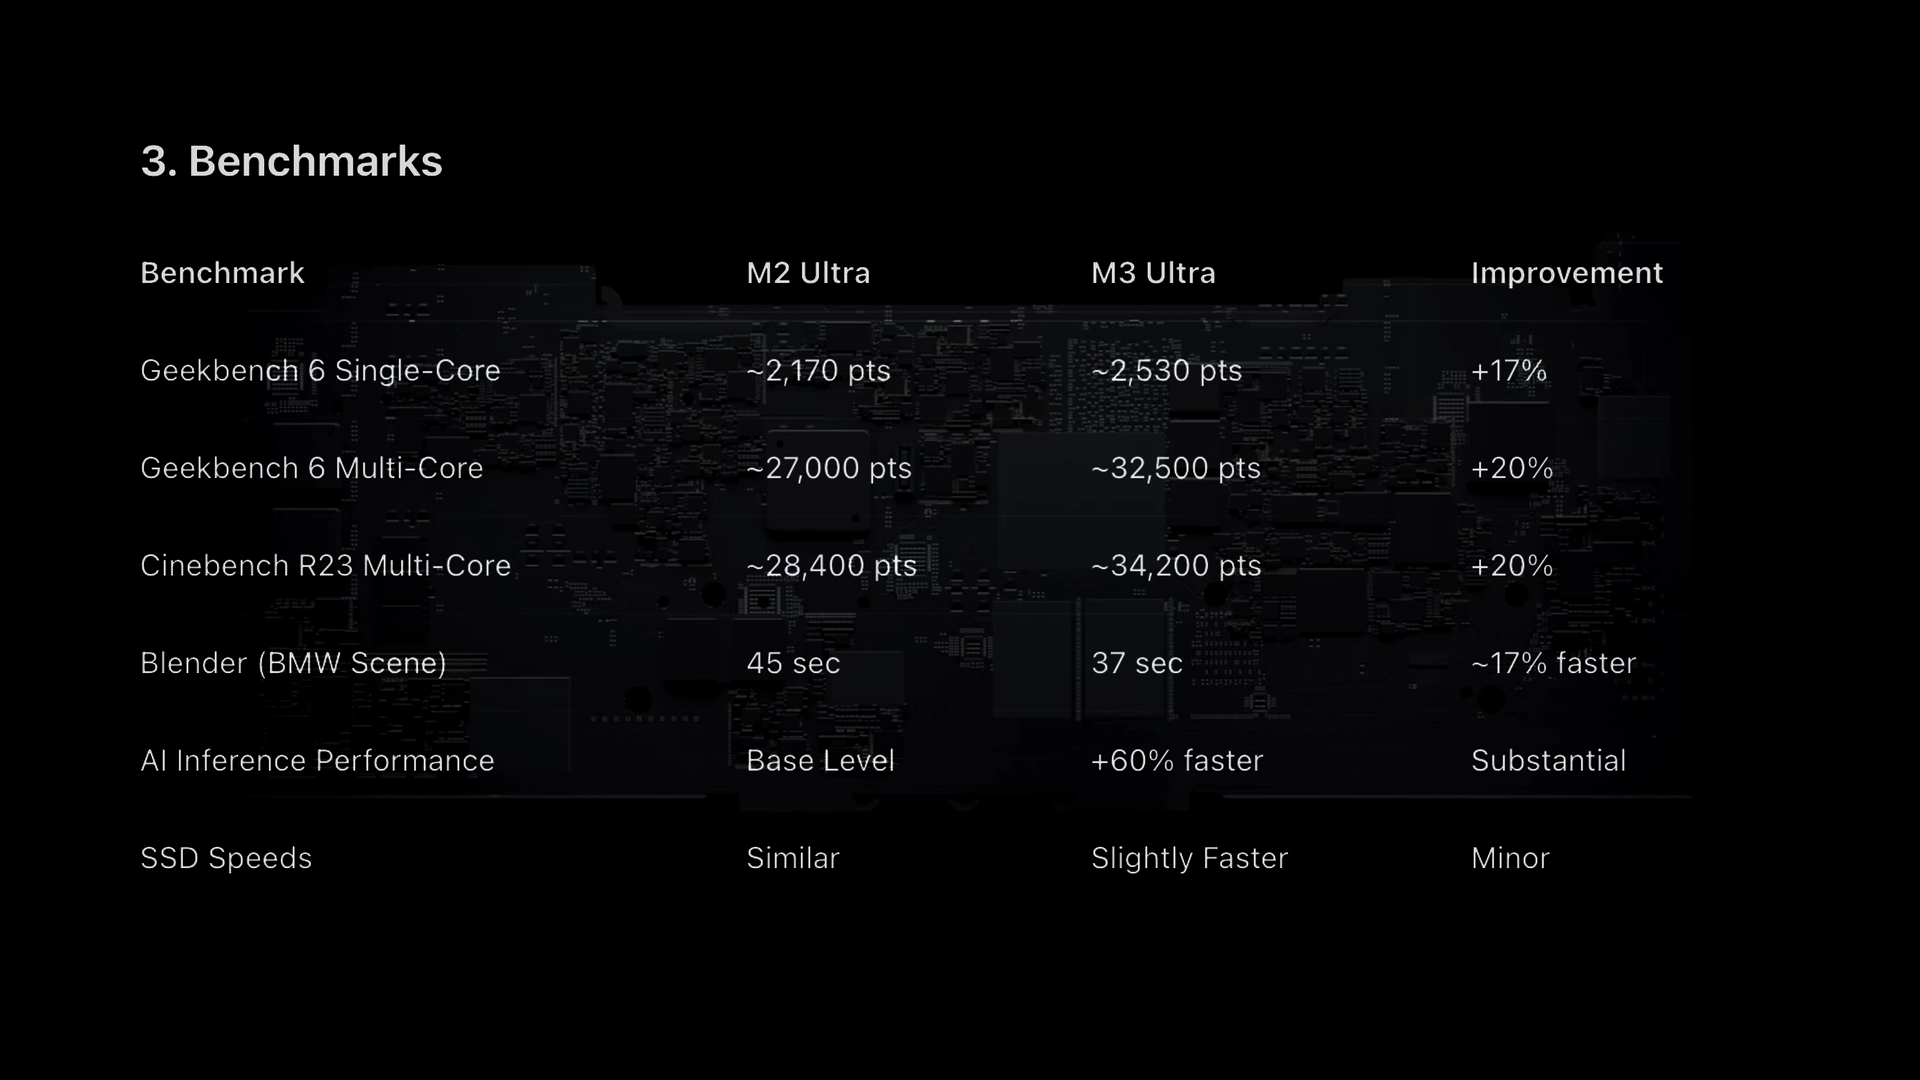 3. Benchmarks
Benchmark M2 Ultra M3 Ultra Improvement
Geekbench 6 Single-Core ~2,170 pts ~2,530 pts +17%
Geekbench 6 Multi-Core ~27,000 pts ~32,500 pts +20%
Cinebench R23 Multi-Core ~28,400 pts ~34,200 pts +20%
Blender (BMW Scene) 45 sec 37 sec ~17% faster
AI Inference Performance Base Level +60% faster Substantial
SSD Speeds Similar Slightly Faster Minor